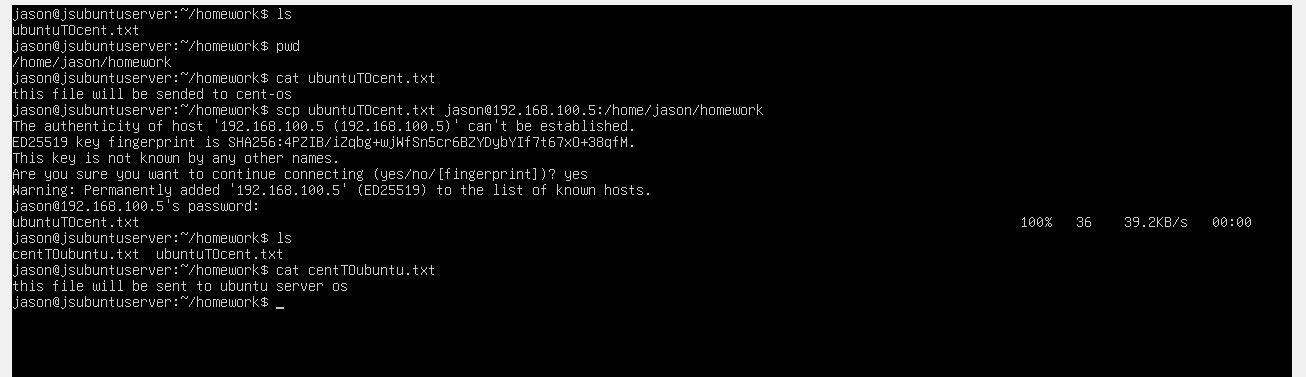 jason@jsubuntuserver:~/homework$ ls
ubuntuTOcent.txt
jason@jsubuntuserver:~/homework$ pwd
/home/jason/homework
jason@jsubuntuserver:~/homework$ cat ubuntuTOcent.txt
this file will be sended to cent-os
jason@jsubuntuserver:~/homework$ scp ubuntuTOcent.txt jason@192.168.100.5:/home/jason/homework
The authenticity of host '192.168.100.5 (192.168.100.5)' can't be established.
ED25519 key fingerprint is SHA256:4PZIB/iZqbg+wjWfSn5cr6BZYDybYIf7t67xO+38qfM.
This key is not known by any other names.
Are you sure you want to continue connecting (yes/no/[fingerprint])? yes
Warning: Permanently added '192.168.100.5' (ED25519) to the list of known hosts.
jason@192.168.100.5's password:
ubuntuTOcent.txt 100% 36 39.2KB/s 00:00
jason@jsubuntuserver:~/homework$ ls
centTOubuntu.txt ubuntuTOcent.txt
jason@jsubuntuserver:~/homework$ cat centTOubuntu.txt
this file will be sent to ubuntu server os
jason@jsubuntuserver:~/homework$ _